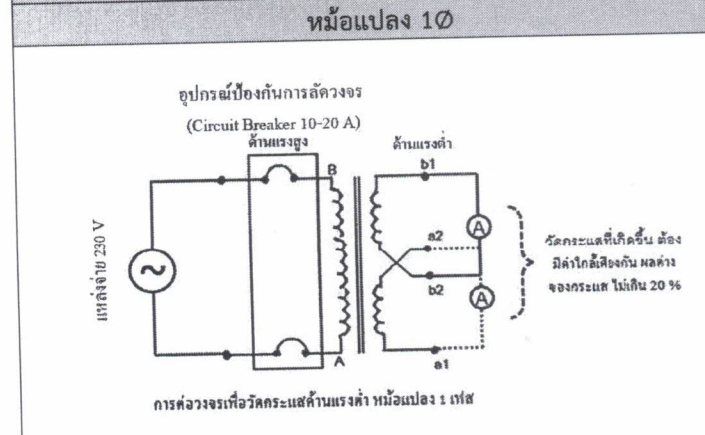 หม้อแปลง 1Ø
อุปกรณ์ป้องกันการลัดวงจร
(Circuit Breaker 10-20 A)
ด้านแรงสูง
ด้านแรงต่ำ
แหล่งจ่าย 230 V
B
A
b1
a2
b2
a1
A
A
วัดกระแสที่เกิดขึ้น ต้อง
มีค่าใกล้เคียงกัน ผลต่าง
ของกระแส ไม่เกิน 20 %
การต่อวงจรเพื่อวัดกระแสด้านแรงต่ำ หม้อแปลง 1 เฟส